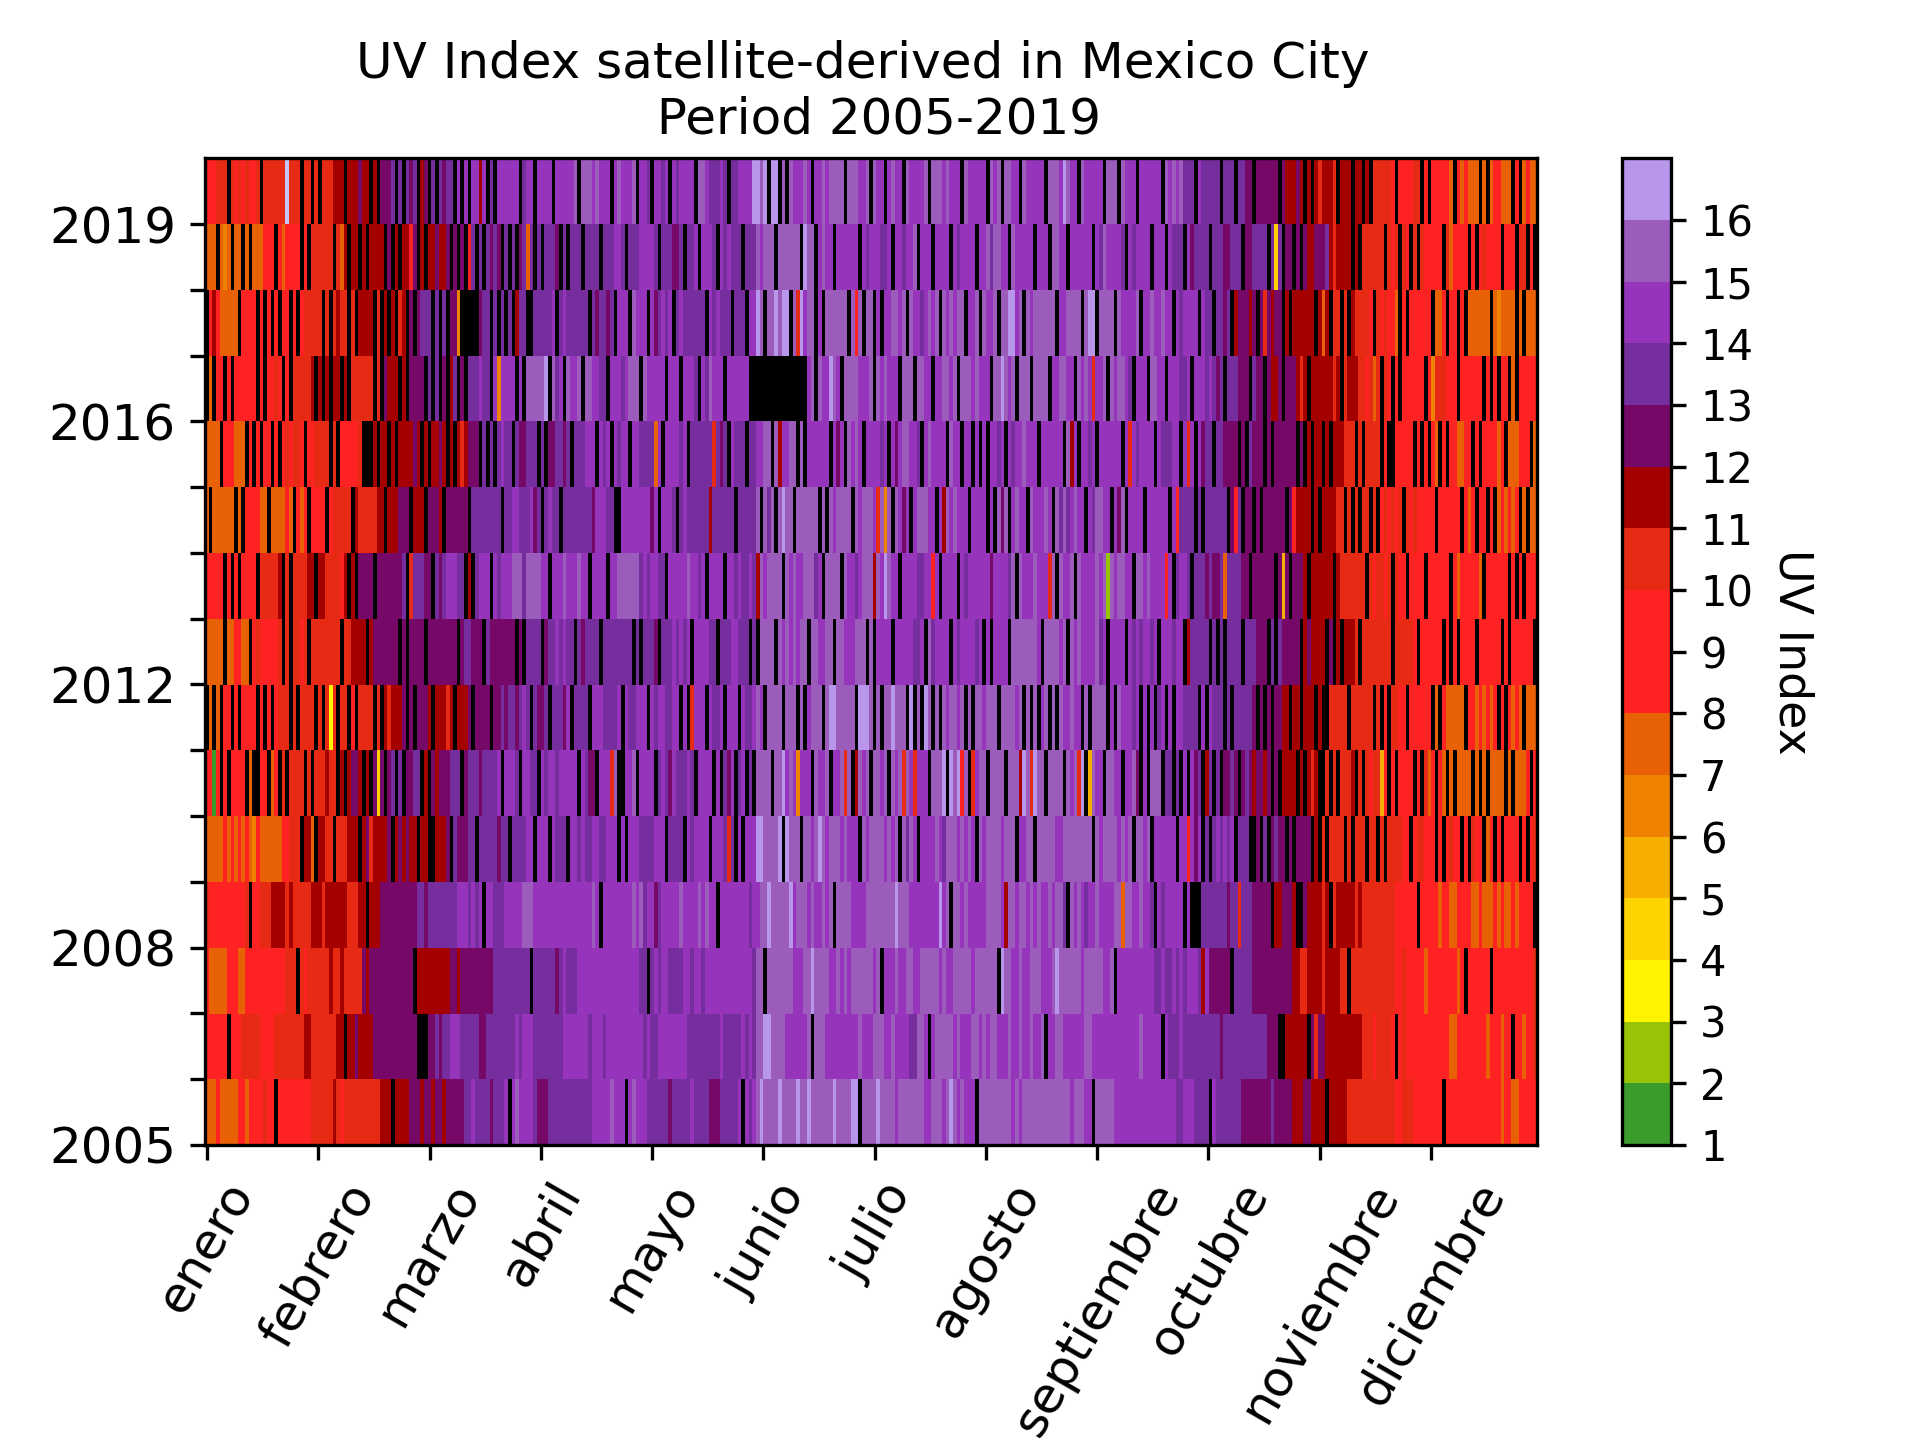 UV Index satellite-derived in Mexico City
Period 2005-2019
2019
2016
2012
2008
2005
enero
febrero
marzo
abril
mayo
junio
julio
agosto
septiembre
octubre
noviembre
diciembre
16
15
14
13
12
11
10
9
8
7
6
5
4
3
2
1
UV Index